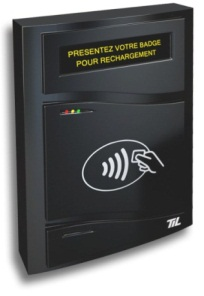 PRESENTEZ VOTRE BADGE
POUR RECHARGEMENT
TiL